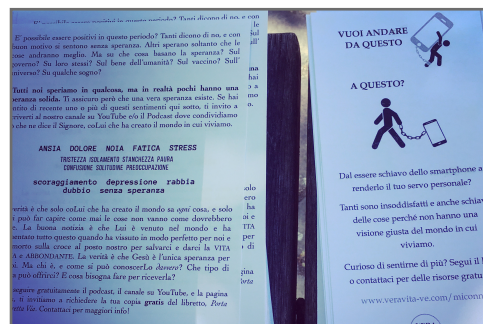 E' possibile essere positivi in questo periodo? Tanti dicono di no, e con
buon motivo si sentono senza speranza. Altri sperano soltanto che le
cose andranno meglio. Ma su che cosa basano la speranza? Sul
governo? Su loro stessi? Sul bene dell'umanità? Sul vaccino? Sull'
universo? Su qualche sogno?
Tutti noi speriamo in qualcosa, ma in realtà pochi hanno una
speranza solida. Ti assicuro però che una vera speranza esiste. Se hai
sentito di recente uno o più di questi sentimenti qui sotto, ti invito a
iscriverti al nostro canale su YouTube e/o il Podcast dove condividiamo
ciò che ne dice il Signore, coLui che ha creato il mondo in cui viviamo.
ANSIA DOLORE NOIA FATICA STRESS
TRISTEZZA ISOLAMENTO STANCHEZZA PAURA
CONFUSIONE SOLITUDINE PREOCCUPAZIONE
scoraggiamento depressione rabbia
dubbio senza speranza
verità è che solo coLui che ha creato il mondo sa ogni cosa, e solo
può far capire come mai le cose non vanno come dovrebbero
La buona notizia è che Lui è venuto nel mondo e ha
tutto questo quando ha vissuto in modo perfetto per noi e
morto sulla croce al posto nostro per salvarci e darci la VITA
e ABBONDANTE. La verità è che Gesù è l'unica speranza per
Ma chi è, e come si può conoscerLo davvero? Che tipo di
può offrirci? E cosa bisogna fare per riceverla?
seguire gratuitamente il podcast, il canale su YouTube, e la pagina
ti invitiamo a richiedere la tua copia gratis del libretto, Porte
Contattaci per maggiori info!
VUOI ANDARE
DA QUESTO
A QUESTO?
Dal essere schiavo dello smartphone a
renderlo il tuo servo personale?
Tanti sono insoddisfatti e anche schiavi
delle cose perché non hanno una
visione giusta del mondo in cui
viviamo.
Curioso di sentirne di più? Segui il
o contattaci per delle risorse gratu
www.veravita-ve.com/miconn